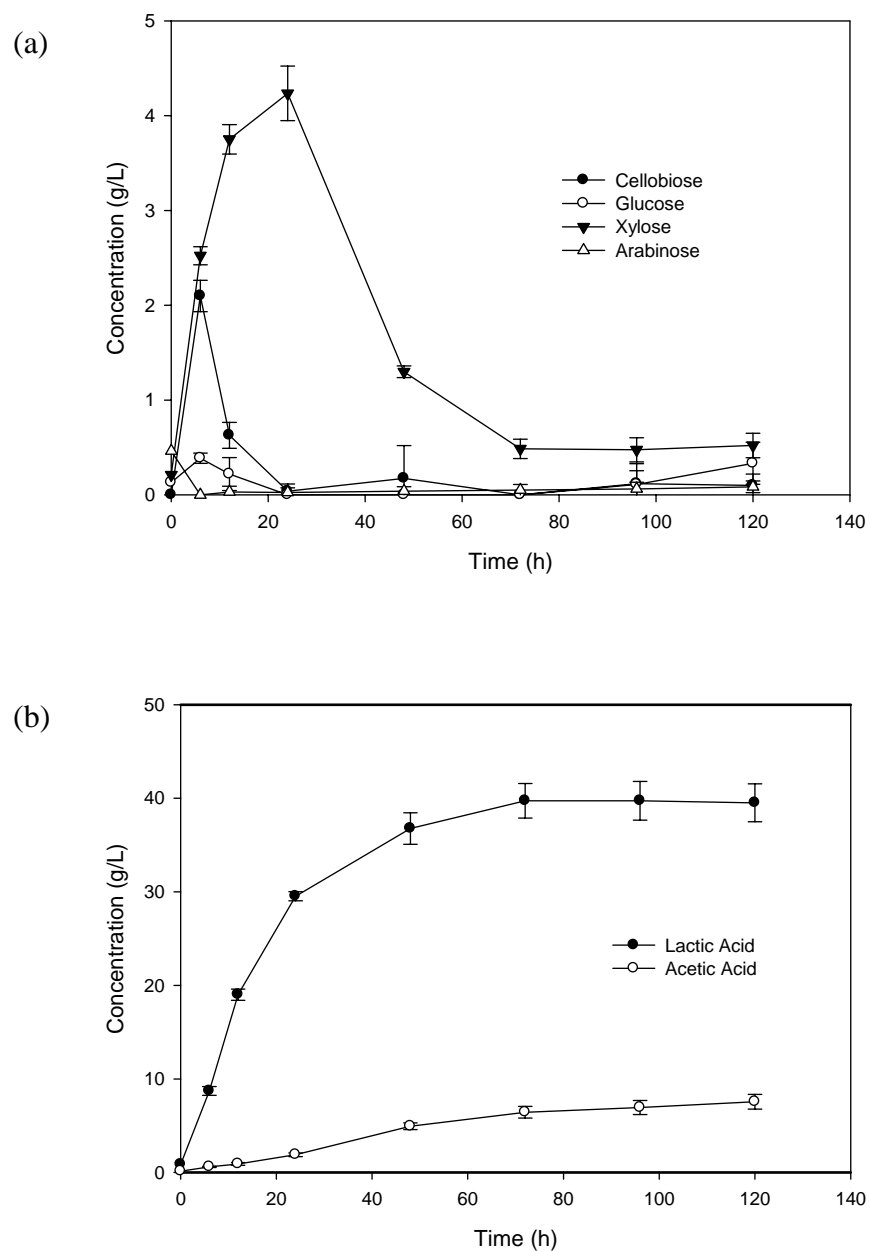 (a)
5
4
3
2
1
0
Concentration (g/L)
Cellobiose
Glucose
Xylose
Arabinose
0 20 40 60 80 100 120 140
Time (h)
(b)
50
40
30
20
10
0
Concentration (g/L)
Lactic Acid
Acetic Acid
0 20 40 60 80 100 120 140
Time (h)